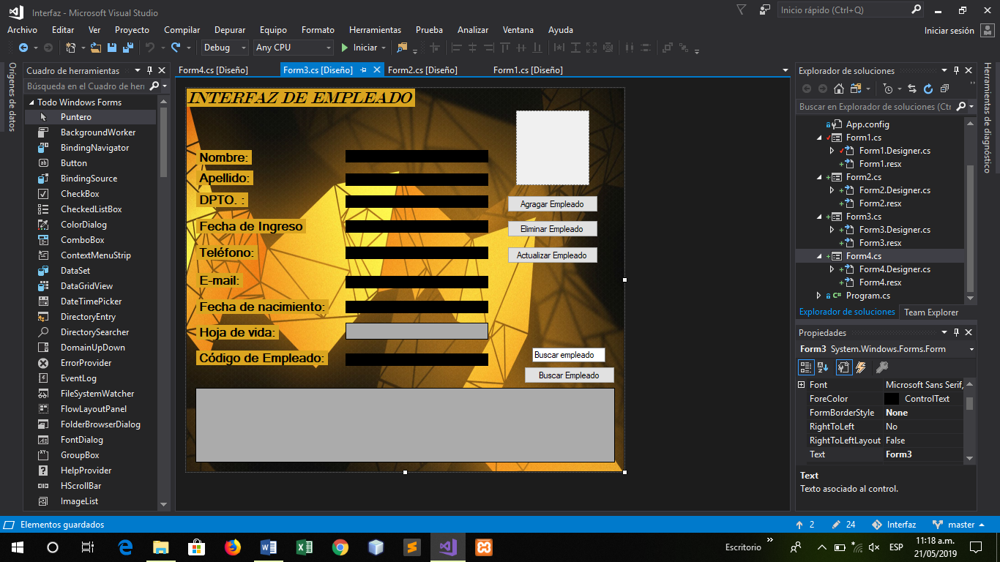 Interfaz - Microsoft Visual Studio
Inicio rápido (Ctrl+Q)
Archivo Editar Ver Proyecto Compilar Depurar Equipo Formato Herramientas Prueba Analizar Ventana Ayuda
Iniciar sesión
Debug Any CPU Iniciar
Orígenes de datos
Cuadro de herramientas
Búsqueda en el Cuadro de her
Todo Windows Forms
Puntero
BackgroundWorker
BindingNavigator
Button
BindingSource
CheckBox
CheckedListBox
ColorDialog
ComboBox
ContextMenuStrip
DataSet
DataGridView
DateTimePicker
DirectoryEntry
DirectorySearcher
DomainUpDown
ErrorProvider
EventLog
FileSystemWatcher
FlowLayoutPanel
FolderBrowserDialog
FontDialog
GroupBox
HelpProvider
HScrollBar
ImageList
Form4.cs [Diseño] Form3.cs [Diseño] Form2.cs [Diseño] Form1.cs [Diseño]
INTERFAZ DE EMPLEADO
Nombre:
Apellido:
DPTO. :
Fecha de Ingreso
Teléfono:
E-mail:
Fecha de nacimiento:
Hoja de vida:
Código de Empleado:
Agragar Empleado
Eliminar Empleado
Actualizar Empleado
Buscar empleado
Buscar Empleado
Explorador de soluciones
Buscar en Explorador de soluciones (Ctr
App.config
Form1.cs
Form1.Designer.cs
Form1.resx
Form2.cs
Form2.Designer.cs
Form2.resx
Form3.cs
Form3.Designer.cs
Form3.resx
Form4.cs
Form4.Designer.cs
Form4.resx
C# Program.cs
Explorador de soluciones Team Explorer
Propiedades
Form3 System.Windows.Forms.Form
Font Microsoft Sans Serif,
ForeColor ControlText
FormBorderStyle None
RightToLeft No
RightToLeftLayout False
Text Form3
Text
Texto asociado al control.
Herramientas de diagnóstico
Elementos guardados
2 24 Interfaz master
Escritorio
ESP
11:18 a.m.
21/05/2019